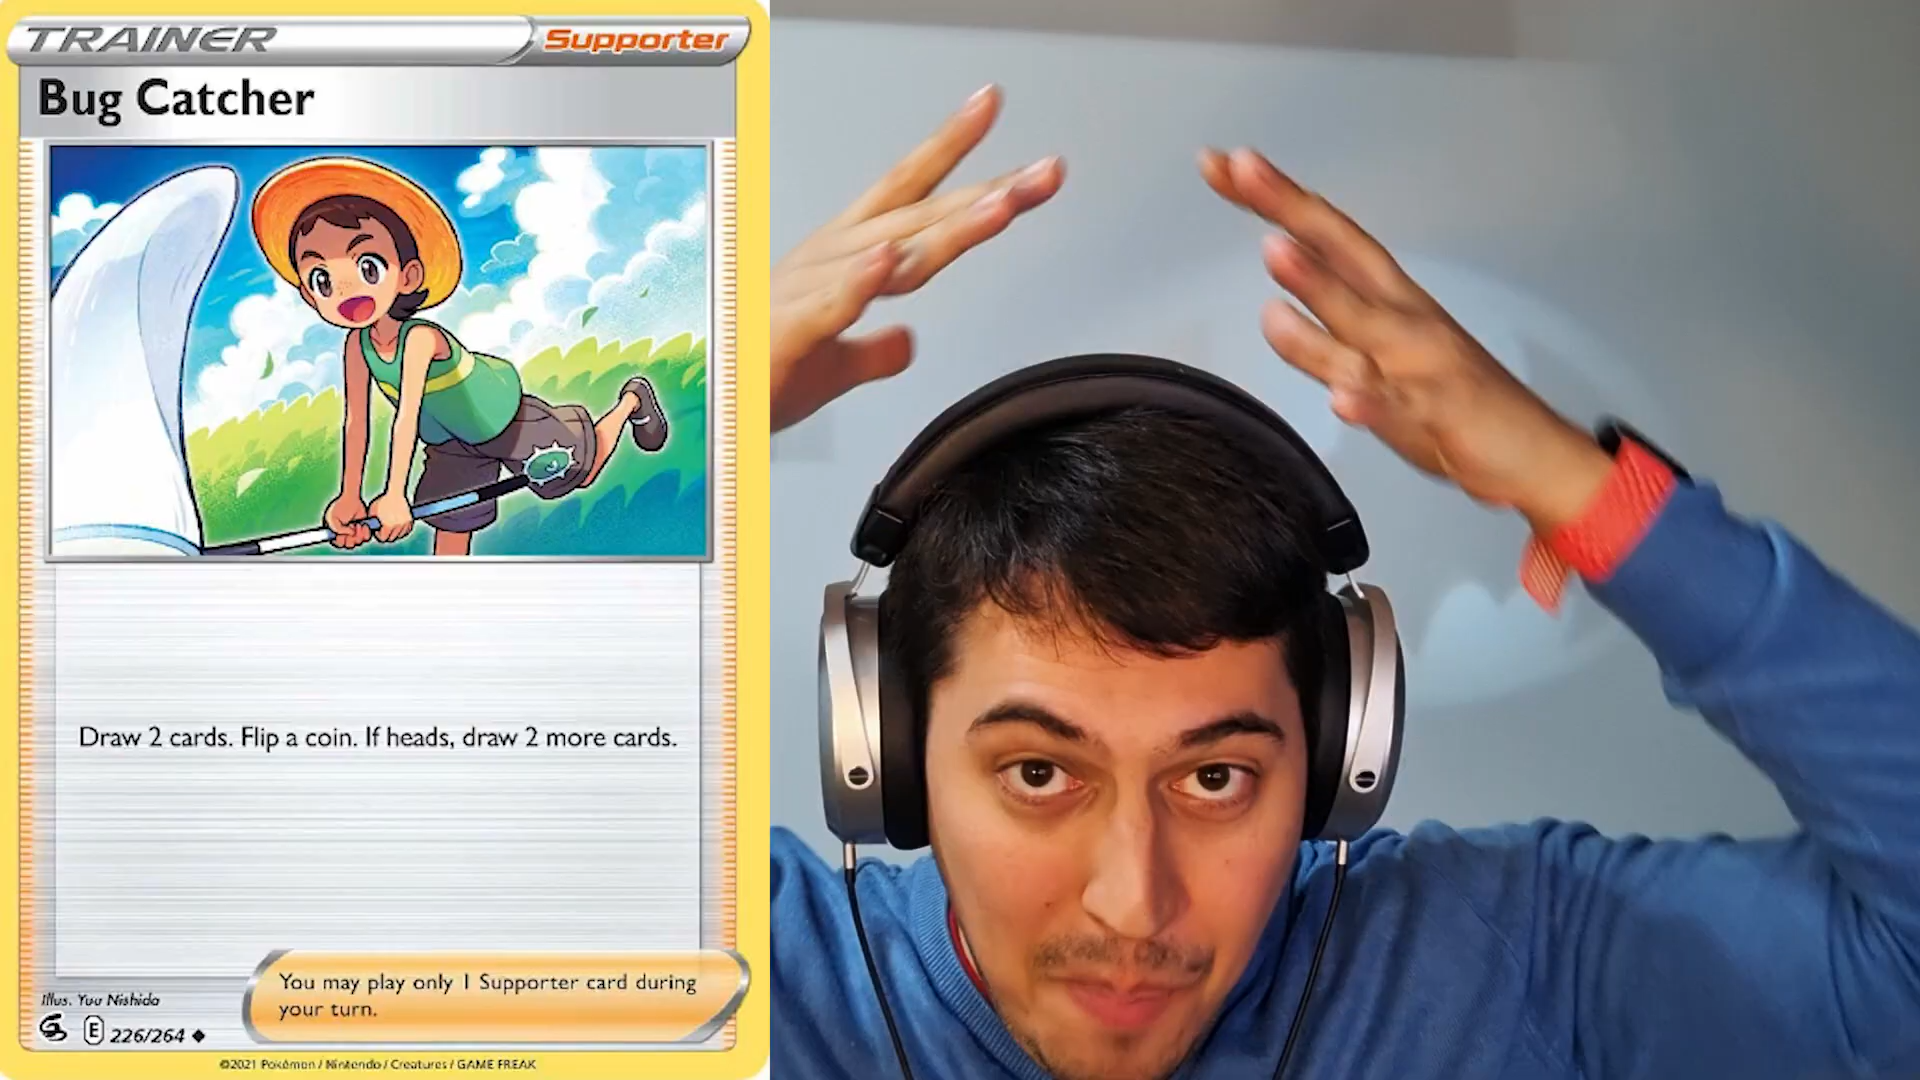 TRAINER
Supporter
Bug Catcher
Draw 2 cards. Flip a coin. If heads, draw 2 more cards.
You may play only 1 Supporter card during
your turn.
Illus. Yuu Nishida
E 226/264
©2021 Pokémon / Nintendo / Creatures / GAME FREAK